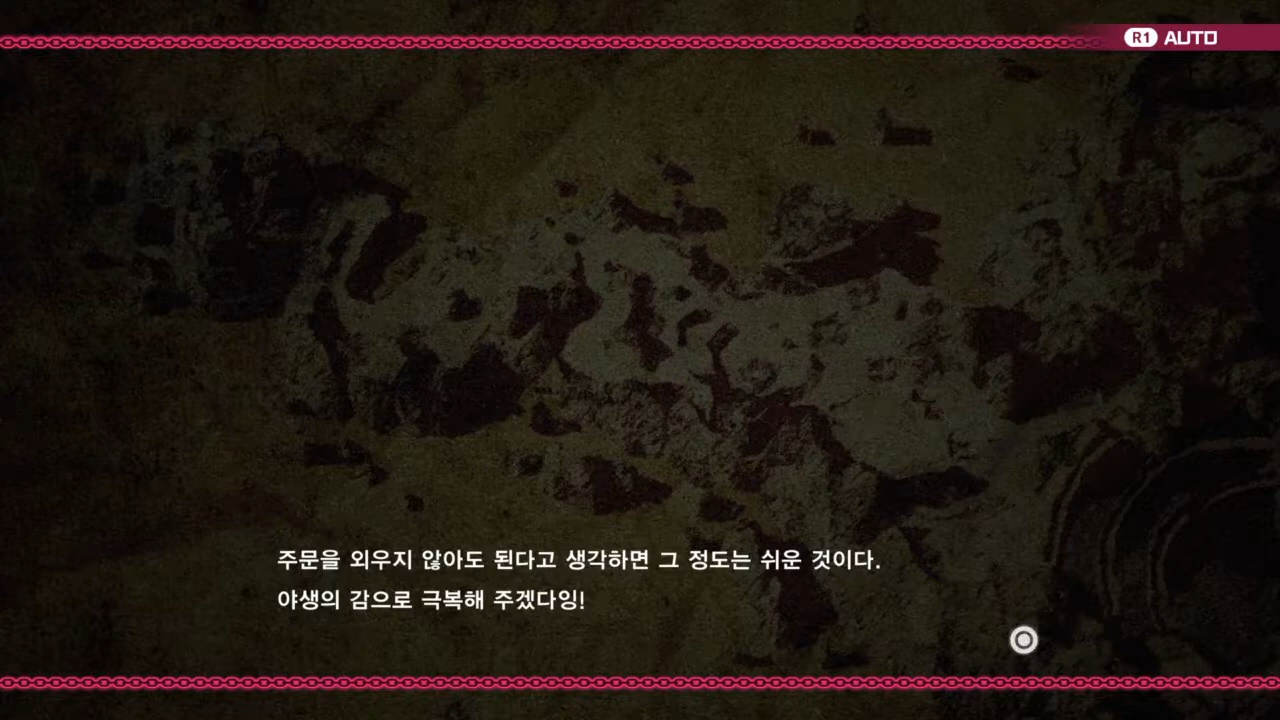 R1 AUTO
주문을 외우지 않아도 된다고 생각하면 그 정도는 쉬운 것이다.
야생의 감으로 극복해 주겠다잉!